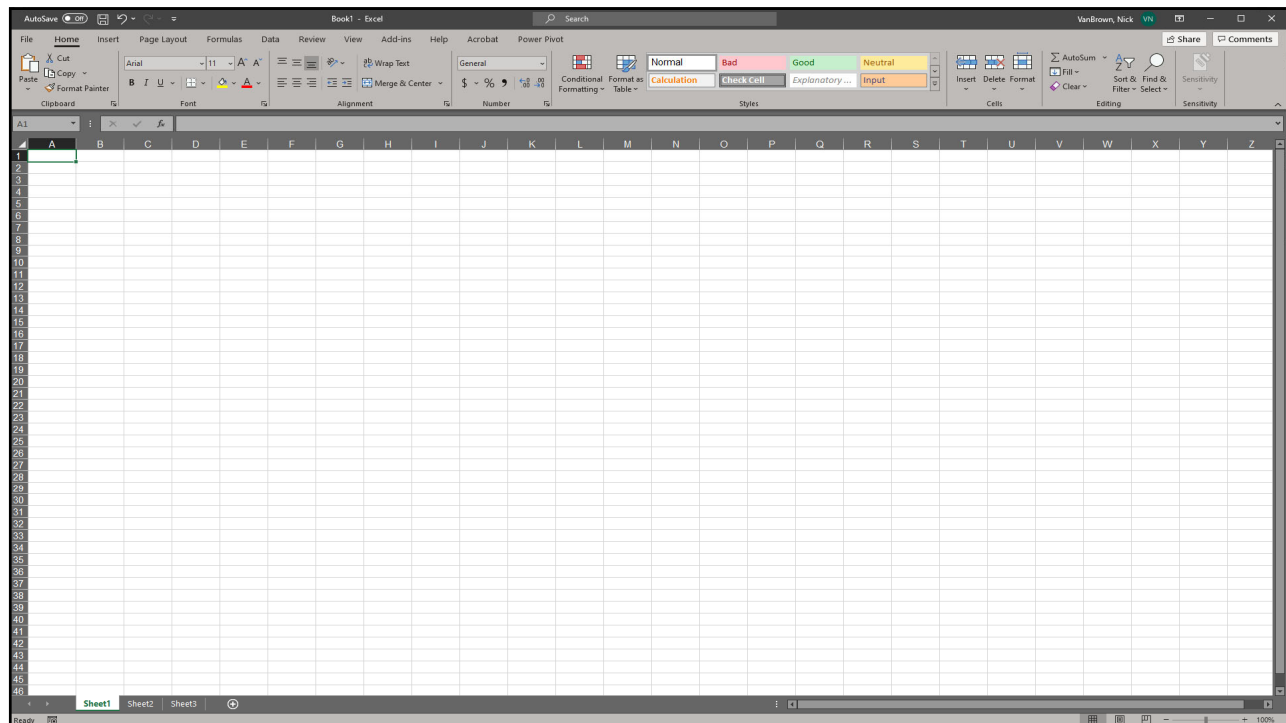 AutoSave Off Book1 - Excel Search VanBrown, Nick VN
File Home Insert Page Layout Formulas Data Review View Add-ins Help Acrobat Power Pivot Share Comments
Paste
Cut
Copy
Format Painter
Clipboard
Arial 11
B I U A
Font
Wrap Text
Merge & Center
Alignment
General
$ % 9
Number
Conditional Formatting
Format as Table
Normal Bad Good Neutral
Calculation Check Cell Explanatory ... Input
Styles
Insert Delete Format
Cells
AutoSum
Fill
Clear
Sort & Filter
Find & Select
Editing
Sensitivity
Sensitivity
A1 fx
A B C D E F G H I J K L M N O P Q R S T U V W X Y Z
1
2
3
4
5
6
7
8
9
10
11
12
13
14
15
16
17
18
19
20
21
22
23
24
25
26
27
28
29
30
31
32
33
34
35
36
37
38
39
40
41
42
43
44
45
46
Sheet1 Sheet2 Sheet3
Ready 100%